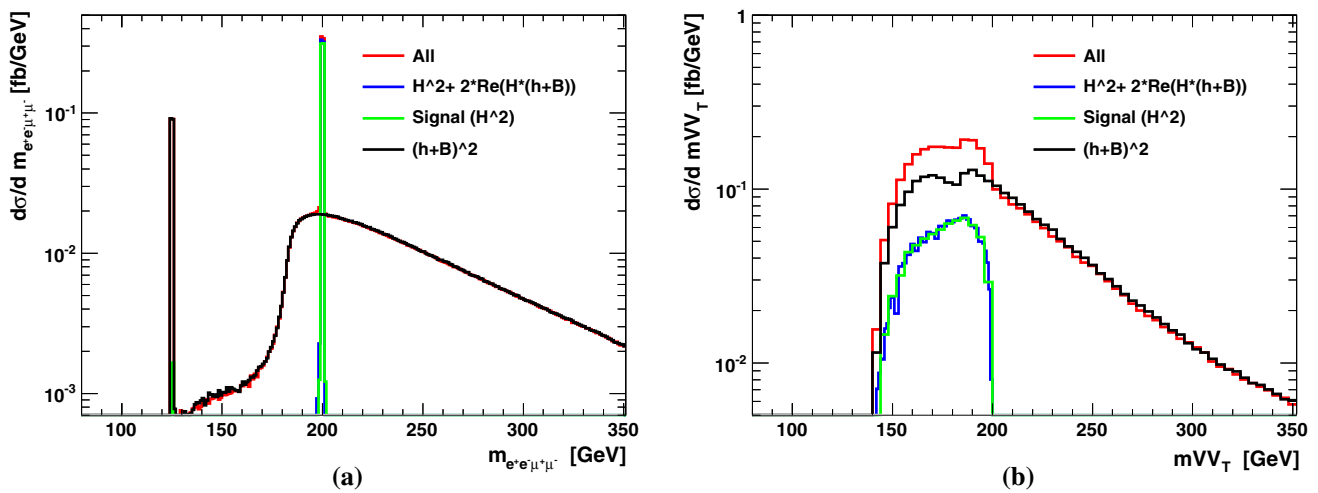 dσ/d m_e⁺e⁻μ⁺μ⁻ [fb/GeV]
10⁻¹
10⁻²
10⁻³
All
H^2+ 2*Re(H*(h+B))
Signal (H^2)
(h+B)^2
100 150 200 250 300 350
m_e⁺e⁻μ⁺μ⁻ [GeV]
(a)
dσ/d mVV_T [fb/GeV]
1
10⁻¹
10⁻²
All
H^2+ 2*Re(H*(h+B))
Signal (H^2)
(h+B)^2
100 150 200 250 300 350
mVV_T [GeV]
(b)